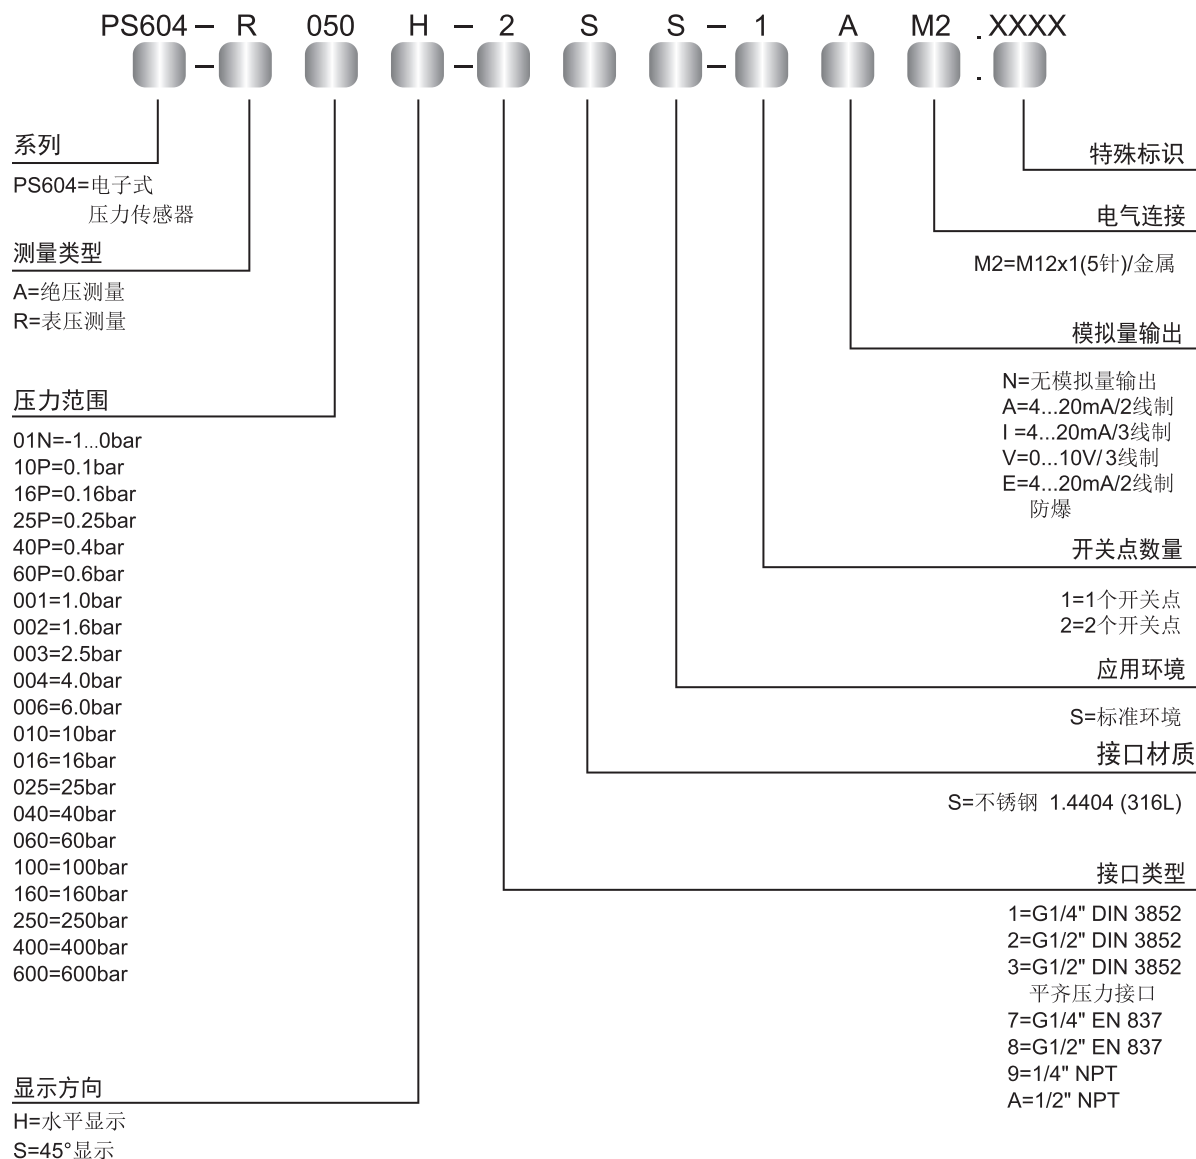 PS604-R 050 H-2 S S-1 A M2.XXXX
系列
PS604=电子式
压力传感器
测量类型
A=绝压测量
R=表压测量
压力范围
01N=-1...0bar
10P=0.1bar
16P=0.16bar
25P=0.25bar
40P=0.4bar
60P=0.6bar
001=1.0bar
002=1.6bar
003=2.5bar
004=4.0bar
006=6.0bar
010=10bar
016=16bar
025=25bar
040=40bar
060=60bar
100=100bar
160=160bar
250=250bar
400=400bar
600=600bar
显示方向
H=水平显示
S=45°显示
特殊标识
电气连接
M2=M12x1(5针)/金属
模拟量输出
N=无模拟量输出
A=4...20mA/2线制
I =4...20mA/3线制
V=0...10V/3线制
E=4...20mA/2线制
防爆
开关点数量
1=1个开关点
2=2个开关点
应用环境
S=标准环境
接口材质
S=不锈钢 1.4404 (316L)
接口类型
1=G1/4" DIN 3852
2=G1/2" DIN 3852
3=G1/2" DIN 3852
平齐压力接口
7=G1/4" EN 837
8=G1/2" EN 837
9=1/4" NPT
A=1/2" NPT